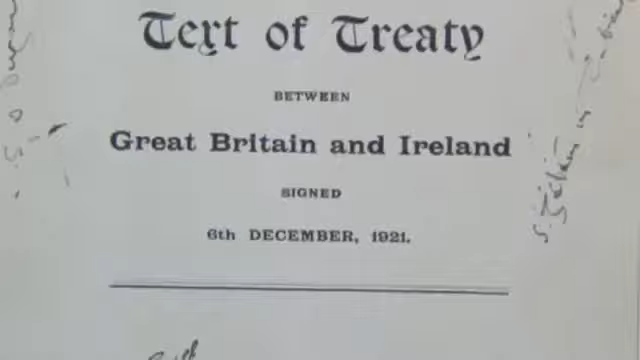 Text of Treaty
BETWEEN
Great Britain and Ireland
SIGNED
6th DECEMBER, 1921.